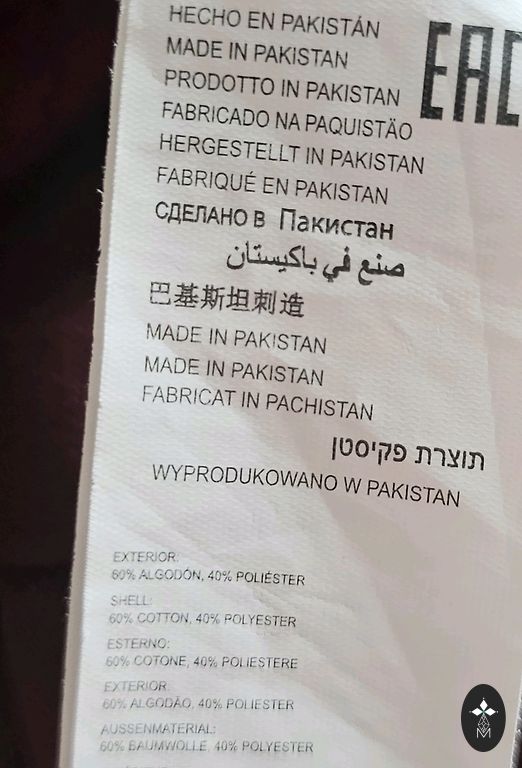 HECHO EN PAKISTÁN
MADE IN PAKISTAN
PRODOTTO IN PAKISTAN
FABRICADO NA PAQUISTÄO
HERGESTELLT IN PAKISTAN
FABRIQUÉ EN PAKISTAN
СДЕЛАНО В Пакистан
صنع في باكيستان
巴基斯坦刺造
MADE IN PAKISTAN
MADE IN PAKISTAN
FABRICAT IN PACHISTAN
תוצרת פקיסטן
WYPRODUKOWANO W PAKISTAN
EAC
EXTERIOR:
60% ALGODÓN, 40% POLIÉSTER
SHELL:
60% COTTON, 40% POLYESTER
ESTERNO:
60% COTONE, 40% POLIESTERE
EXTERIOR:
60% ALGODÃO, 40% POLIESTER
AUSSENMATERIAL:
60% BAUMWOLLE, 40% POLYESTER
M